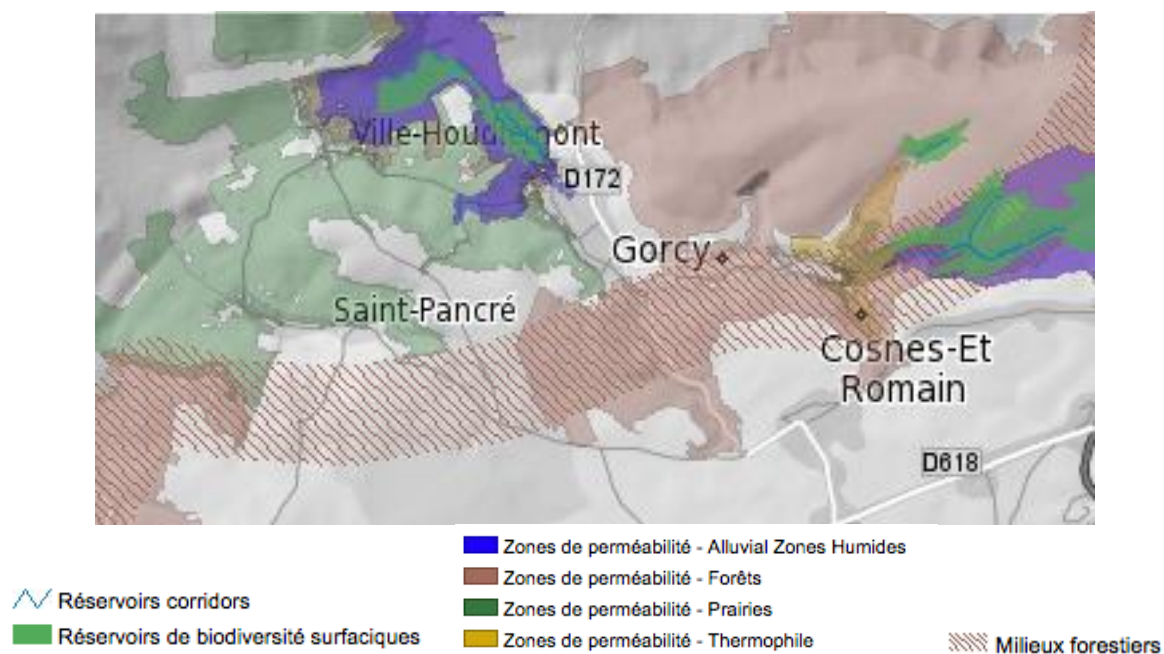 Ville-Houdlemont
D172
Gorcy
Saint-Pancré
Cosnes-Et
Romain
D618
Zones de perméabilité - Alluvial Zones Humides
Zones de perméabilité - Forêts
Réservoirs corridors
Zones de perméabilité - Prairies
Réservoirs de biodiversité surfaciques
Zones de perméabilité - Thermophile
Milieux forestiers